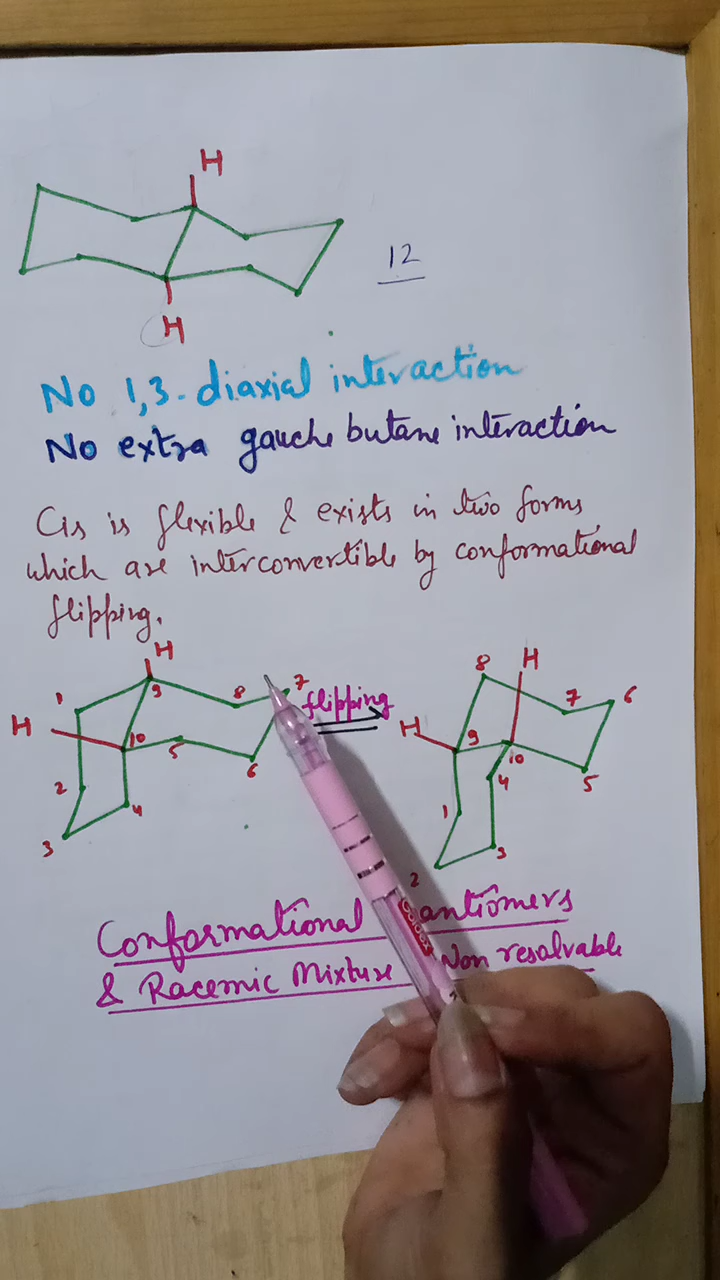 H
12
H
No 1,3-diaxial interaction
No extra gauche butane interaction
Cis is flexible & exists in two forms
which are interconvertible by conformational
flipping.
H
H
1
9
8
7
10
5
2
6
4
3
flipping
8
H
H
7
6
9
10
4
5
1
3
2
Conformational antiomers
& Racemic Mixture Non resolvable